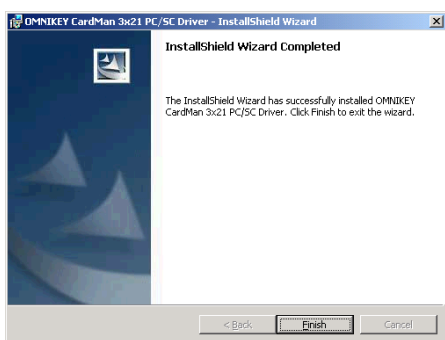 OMNIKEY CardMan 3x21 PC/SC Driver - InstallShield Wizard
InstallShield Wizard Completed
The InstallShield Wizard has successfully installed OMNIKEY
CardMan 3x21 PC/SC Driver. Click Finish to exit the wizard.
< Back Finish Cancel